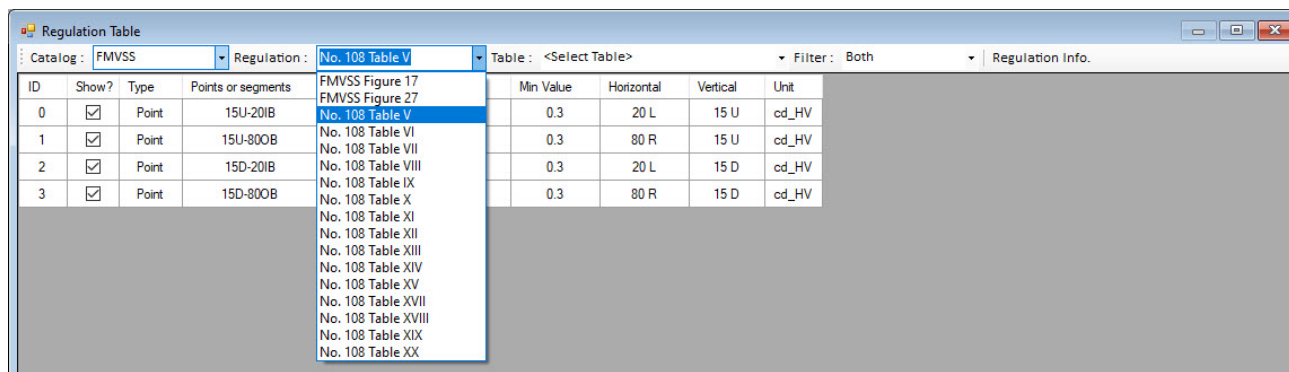 Regulation Table
Catalog : FMVSS Regulation : No. 108 Table V Table : <Select Table> Filter : Both Regulation Info.
ID Show? Type Points or segments Min Value Horizontal Vertical Unit
0 Point 15U-20IB 0.3 20 L 15 U cd_HV
1 Point 15U-80OB 0.3 80 R 15 U cd_HV
2 Point 15D-20IB 0.3 20 L 15 D cd_HV
3 Point 15D-80OB 0.3 80 R 15 D cd_HV
FMVSS Figure 17
FMVSS Figure 27
No. 108 Table V
No. 108 Table VI
No. 108 Table VII
No. 108 Table VIII
No. 108 Table IX
No. 108 Table X
No. 108 Table XI
No. 108 Table XII
No. 108 Table XIII
No. 108 Table XIV
No. 108 Table XV
No. 108 Table XVII
No. 108 Table XVIII
No. 108 Table XIX
No. 108 Table XX